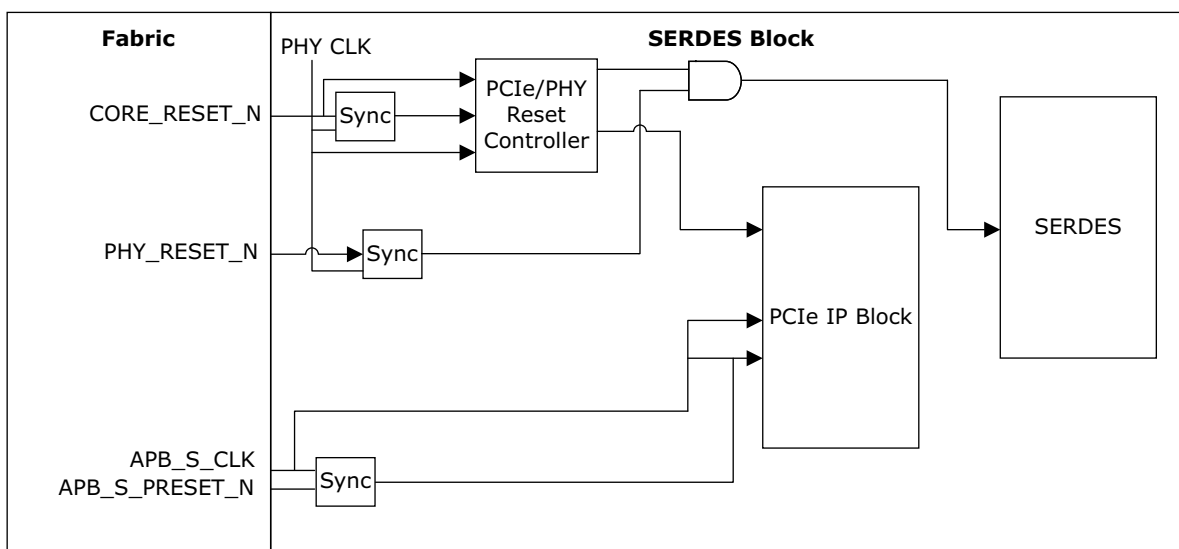 Fabric
SERDES Block
PHY CLK
CORE_RESET_N
Sync
PCIe/PHY
Reset
Controller
PHY_RESET_N
Sync
SERDES
PCIe IP Block
APB_S_CLK
APB_S_PRESET_N
Sync